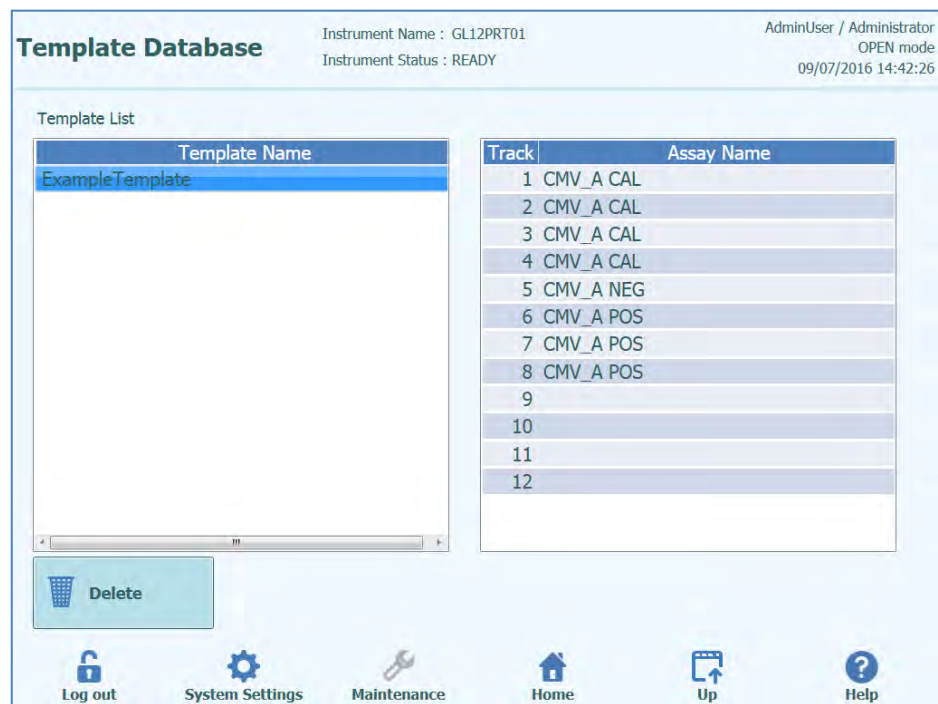 Template Database
Instrument Name : GL12PRT01
Instrument Status : READY
AdminUser / Administrator
OPEN mode
09/07/2016 14:42:26
Template List
Template Name
ExampleTemplate
Track Assay Name
1 CMV_A CAL
2 CMV_A CAL
3 CMV_A CAL
4 CMV_A CAL
5 CMV_A NEG
6 CMV_A POS
7 CMV_A POS
8 CMV_A POS
9
10
11
12
Delete
Log out System Settings Maintenance Home Up Help